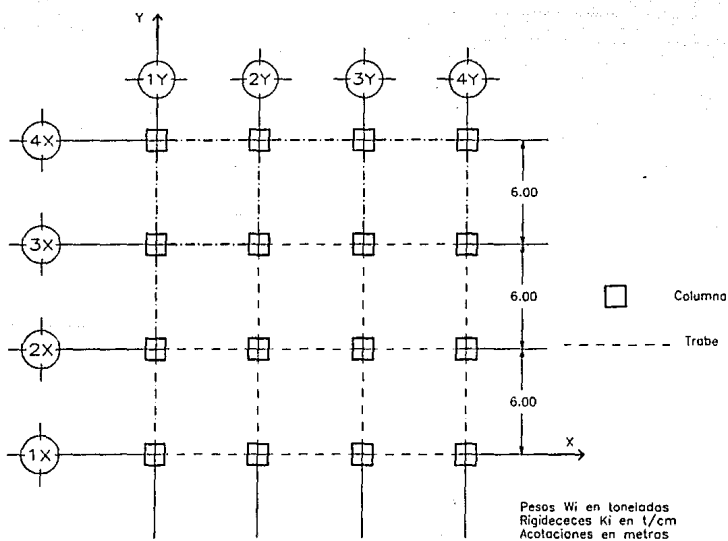 Y
1Y 2Y 3Y 4Y
4X
6.00
3X
Columna
6.00
2X
Trabe
6.00
1X
X
Pesos Wi en toneladas
Rigidececes Ki en t/cm
Acotaciones en metros